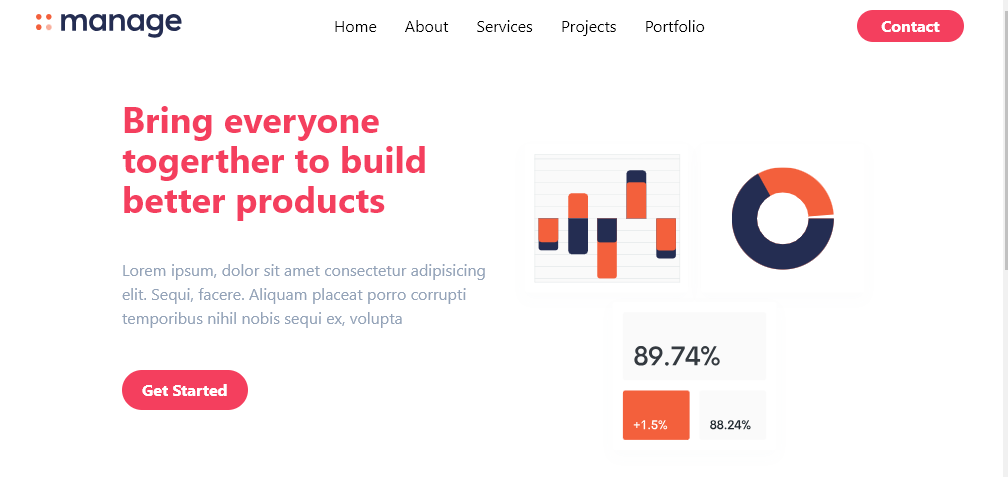 manage
Home About Services Projects Portfolio
Contact
Bring everyone
togerther to build
better products
Lorem ipsum, dolor sit amet consectetur adipisicing
elit. Sequi, facere. Aliquam placeat porro corrupti
temporibus nihil nobis sequi ex, volupta
Get Started
89.74%
+1.5% 88.24%